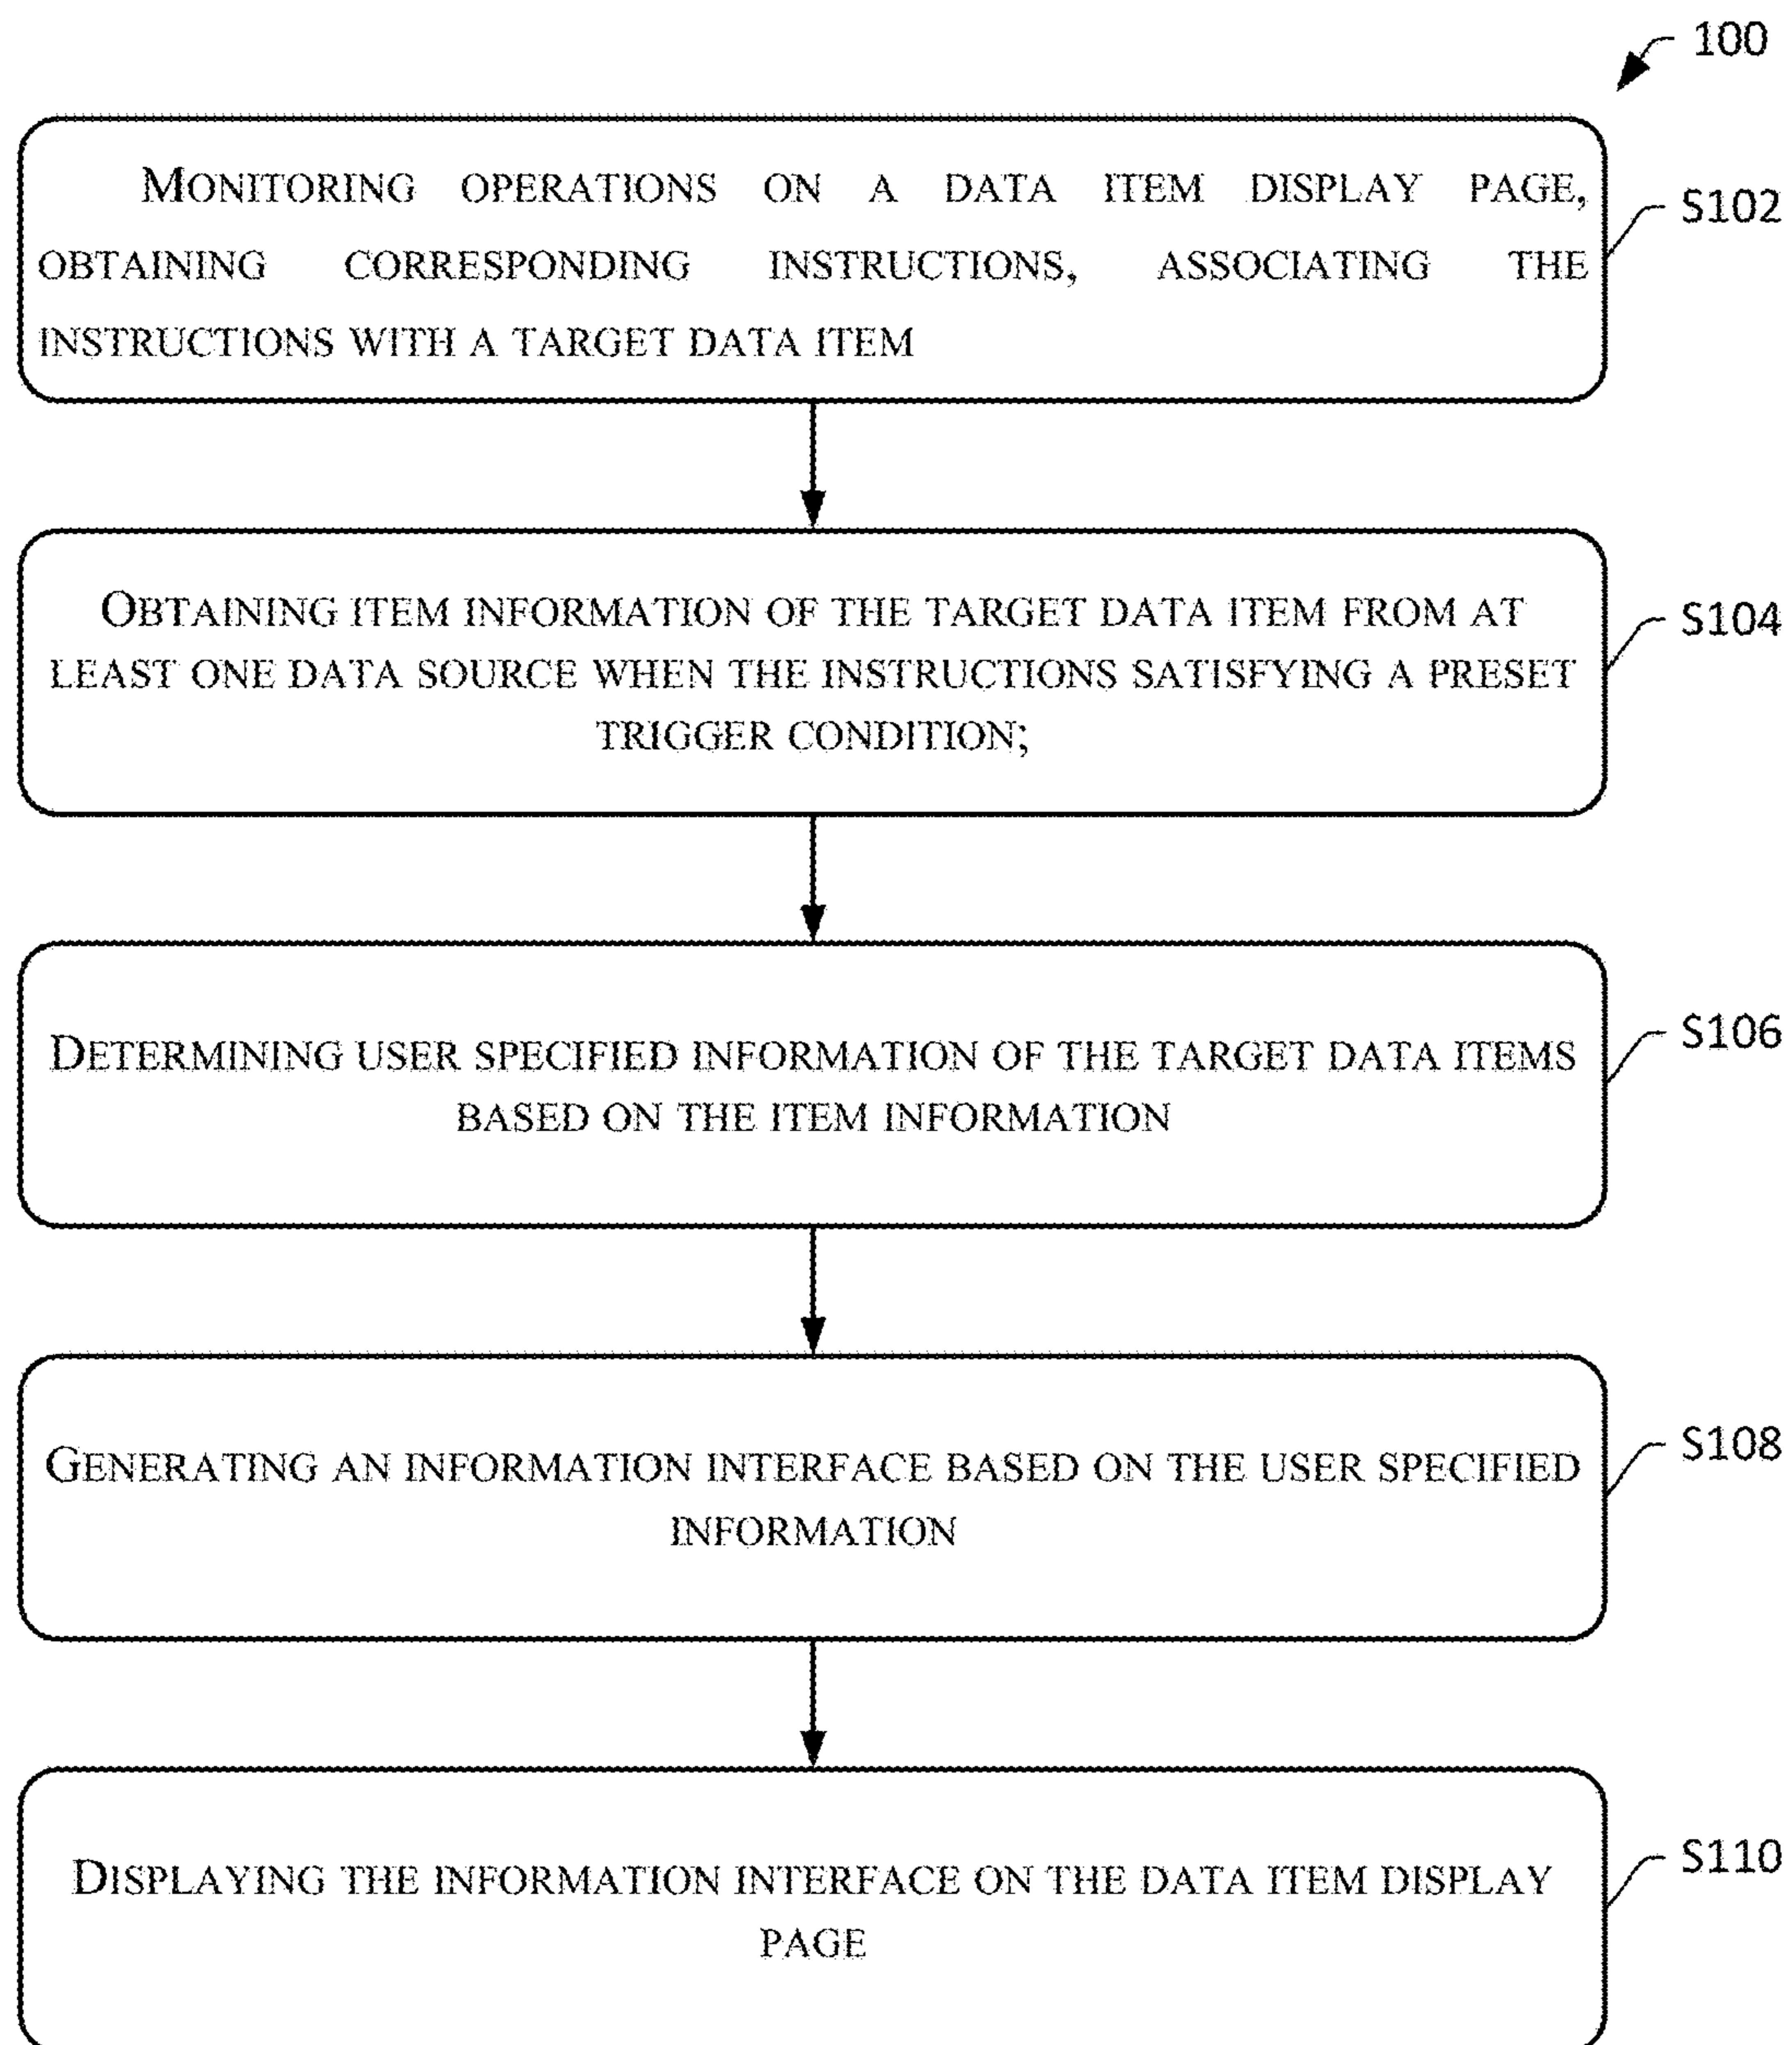 100
MONITORING OPERATIONS ON A DATA ITEM DISPLAY PAGE,
OBTAINING CORRESPONDING INSTRUCTIONS, ASSOCIATING THE
INSTRUCTIONS WITH A TARGET DATA ITEM
S102
OBTAINING ITEM INFORMATION OF THE TARGET DATA ITEM FROM AT
LEAST ONE DATA SOURCE WHEN THE INSTRUCTIONS SATISFYING A PRESET
TRIGGER CONDITION;
S104
DETERMINING USER SPECIFIED INFORMATION OF THE TARGET DATA ITEMS
BASED ON THE ITEM INFORMATION
S106
GENERATING AN INFORMATION INTERFACE BASED ON THE USER SPECIFIED
INFORMATION
S108
DISPLAYING THE INFORMATION INTERFACE ON THE DATA ITEM DISPLAY
PAGE
S110